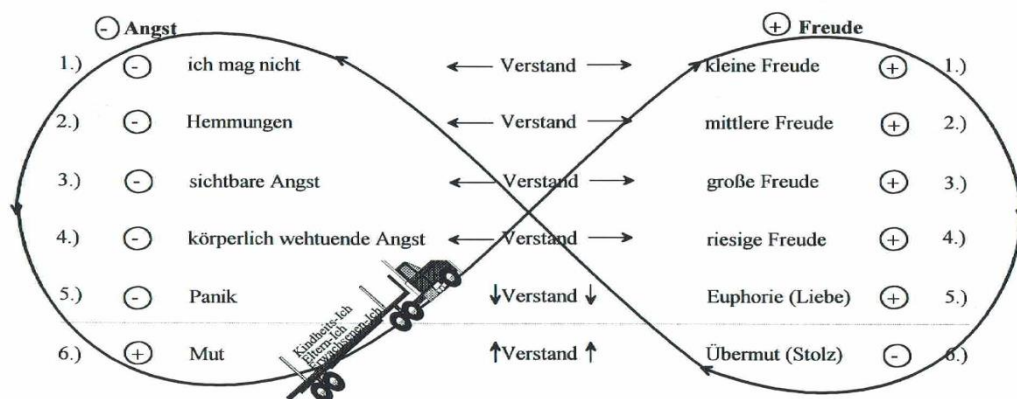 - Angst + Freude
1.) - ich mag nicht Verstand kleine Freude + 1.)
2.) - Hemmungen Verstand mittlere Freude + 2.)
3.) - sichtbare Angst Verstand große Freude + 3.)
4.) - körperlich wehtuende Angst Verstand riesige Freude + 4.)
5.) - Panik ↓Verstand ↓ Euphorie (Liebe) + 5.)
6.) + Mut ↑Verstand ↑ Übermut (Stolz) - 6.)
Kindheits-Ich
Eltern-Ich
Erwachsenen-Ich